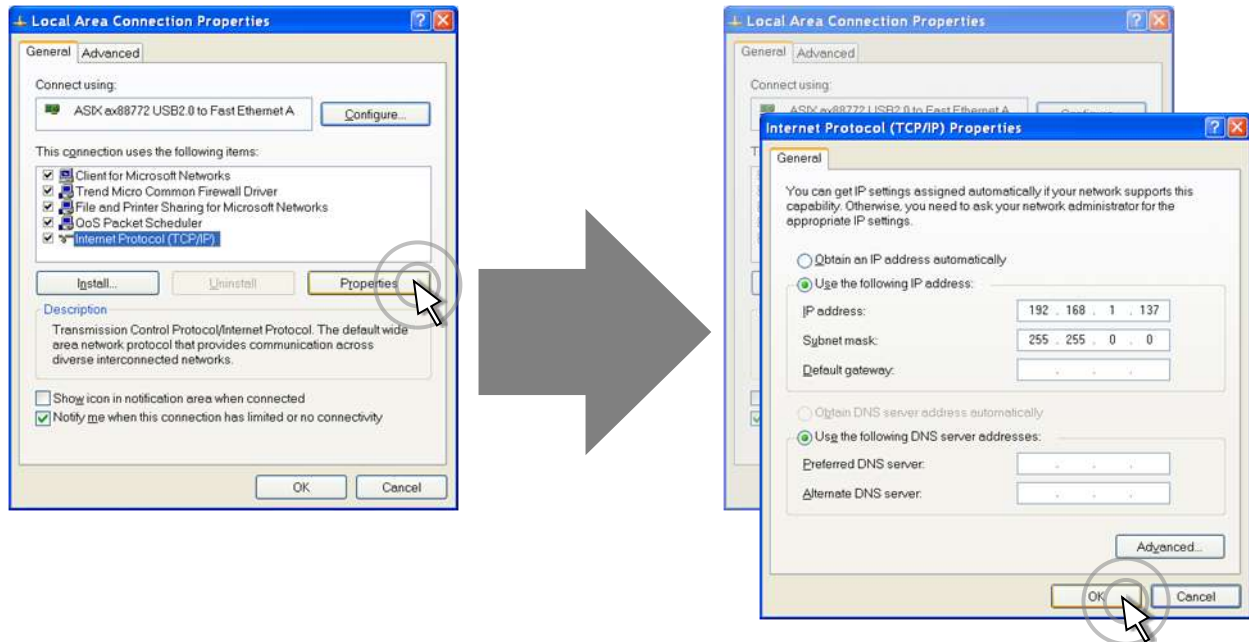 Local Area Connection Properties
General Advanced
Connect using:
ASIX ax88772 USB2.0 to Fast Ethernet A
Configure...
This connection uses the following items:
Client for Microsoft Networks
Trend Micro Common Firewall Driver
File and Printer Sharing for Microsoft Networks
QoS Packet Scheduler
Internet Protocol (TCP/IP)
Install... Uninstall Properties
Description
Transmission Control Protocol/Internet Protocol. The default wide
area network protocol that provides communication across
diverse interconnected networks.
Show icon in notification area when connected
Notify me when this connection has limited or no connectivity
OK Cancel
Local Area Connection Properties
General Advanced
Connect using:
ASIX ax88772 USB2.0 to Fast Ethernet A
Configure...
Internet Protocol (TCP/IP) Properties
General
You can get IP settings assigned automatically if your network supports this
capability. Otherwise, you need to ask your network administrator for the
appropriate IP settings.
Obtain an IP address automatically
Use the following IP address:
IP address: 192 . 168 . 1 . 137
Subnet mask: 255 . 255 . 0 . 0
Default gateway: . . .
Obtain DNS server address automatically
Use the following DNS server addresses:
Preferred DNS server: . . .
Alternate DNS server: . . .
Advanced...
OK Cancel